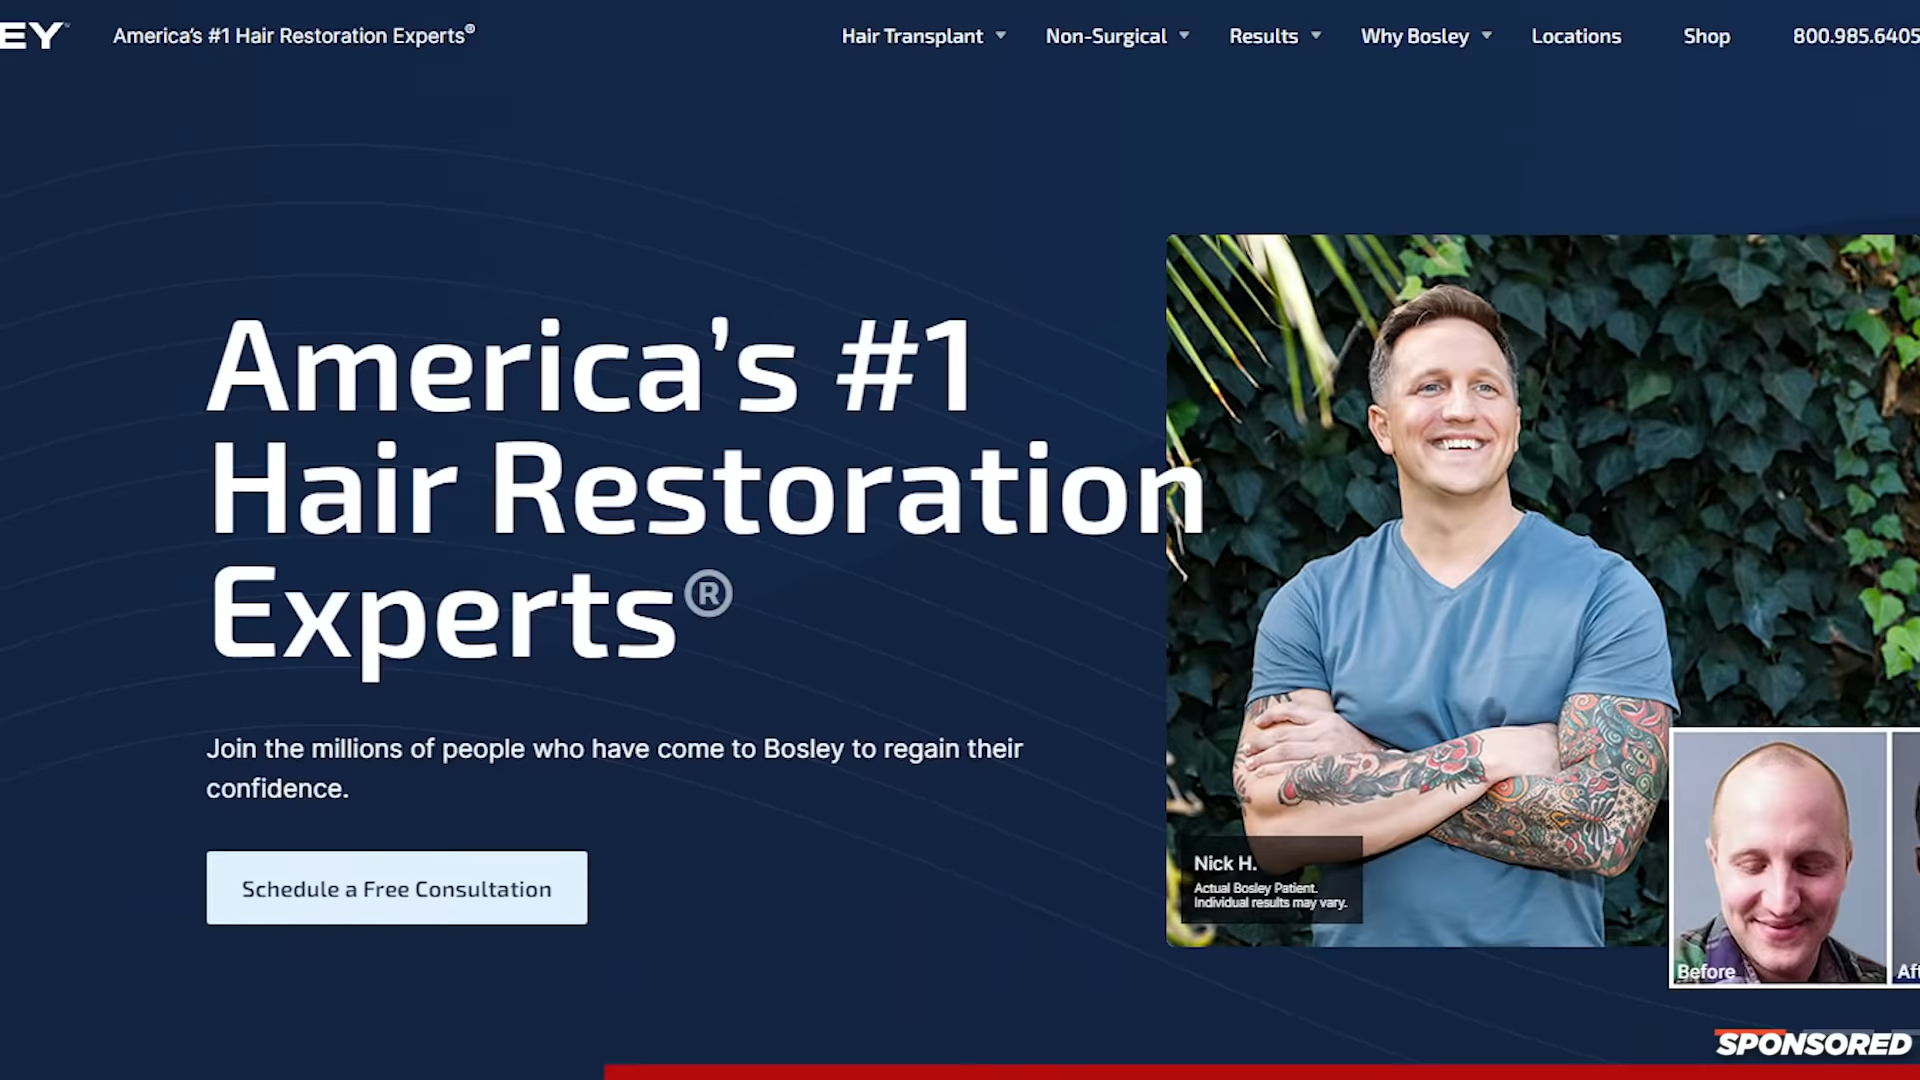 EY
America's #1 Hair Restoration Experts®
Hair Transplant
Non-Surgical
Results
Why Bosley
Locations
Shop
800.985.6405
America's #1
Hair Restoration
Experts®
Join the millions of people who have come to Bosley to regain their
confidence.
Schedule a Free Consultation
Nick H.
Actual Bosley Patient.
Individual results may vary.
Before
Aft
SPONSORED